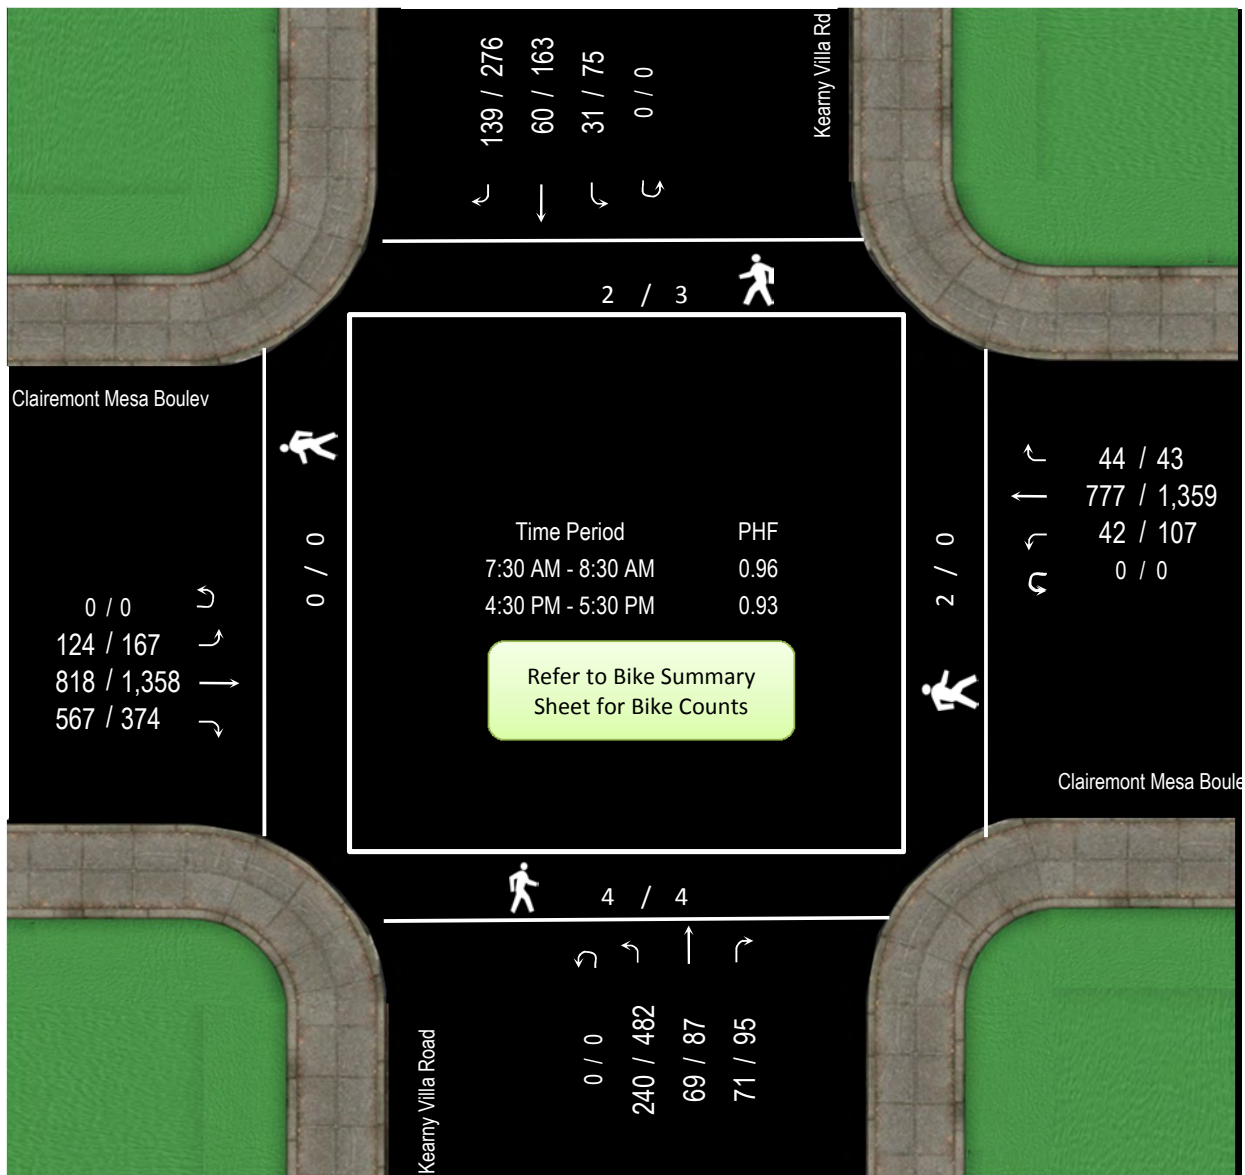 139 / 276
60 / 163
31 / 75
0 / 0
Kearny Villa Rd
2 / 3
Clairemont Mesa Boulev
0 / 0
124 / 167
818 / 1,358
567 / 374
0 / 0
Time Period PHF
7:30 AM - 8:30 AM 0.96
4:30 PM - 5:30 PM 0.93
Refer to Bike Summary
Sheet for Bike Counts
2 / 0
44 / 43
777 / 1,359
42 / 107
0 / 0
Clairemont Mesa Boule
4 / 4
Kearny Villa Road
0 / 0
240 / 482
69 / 87
71 / 95